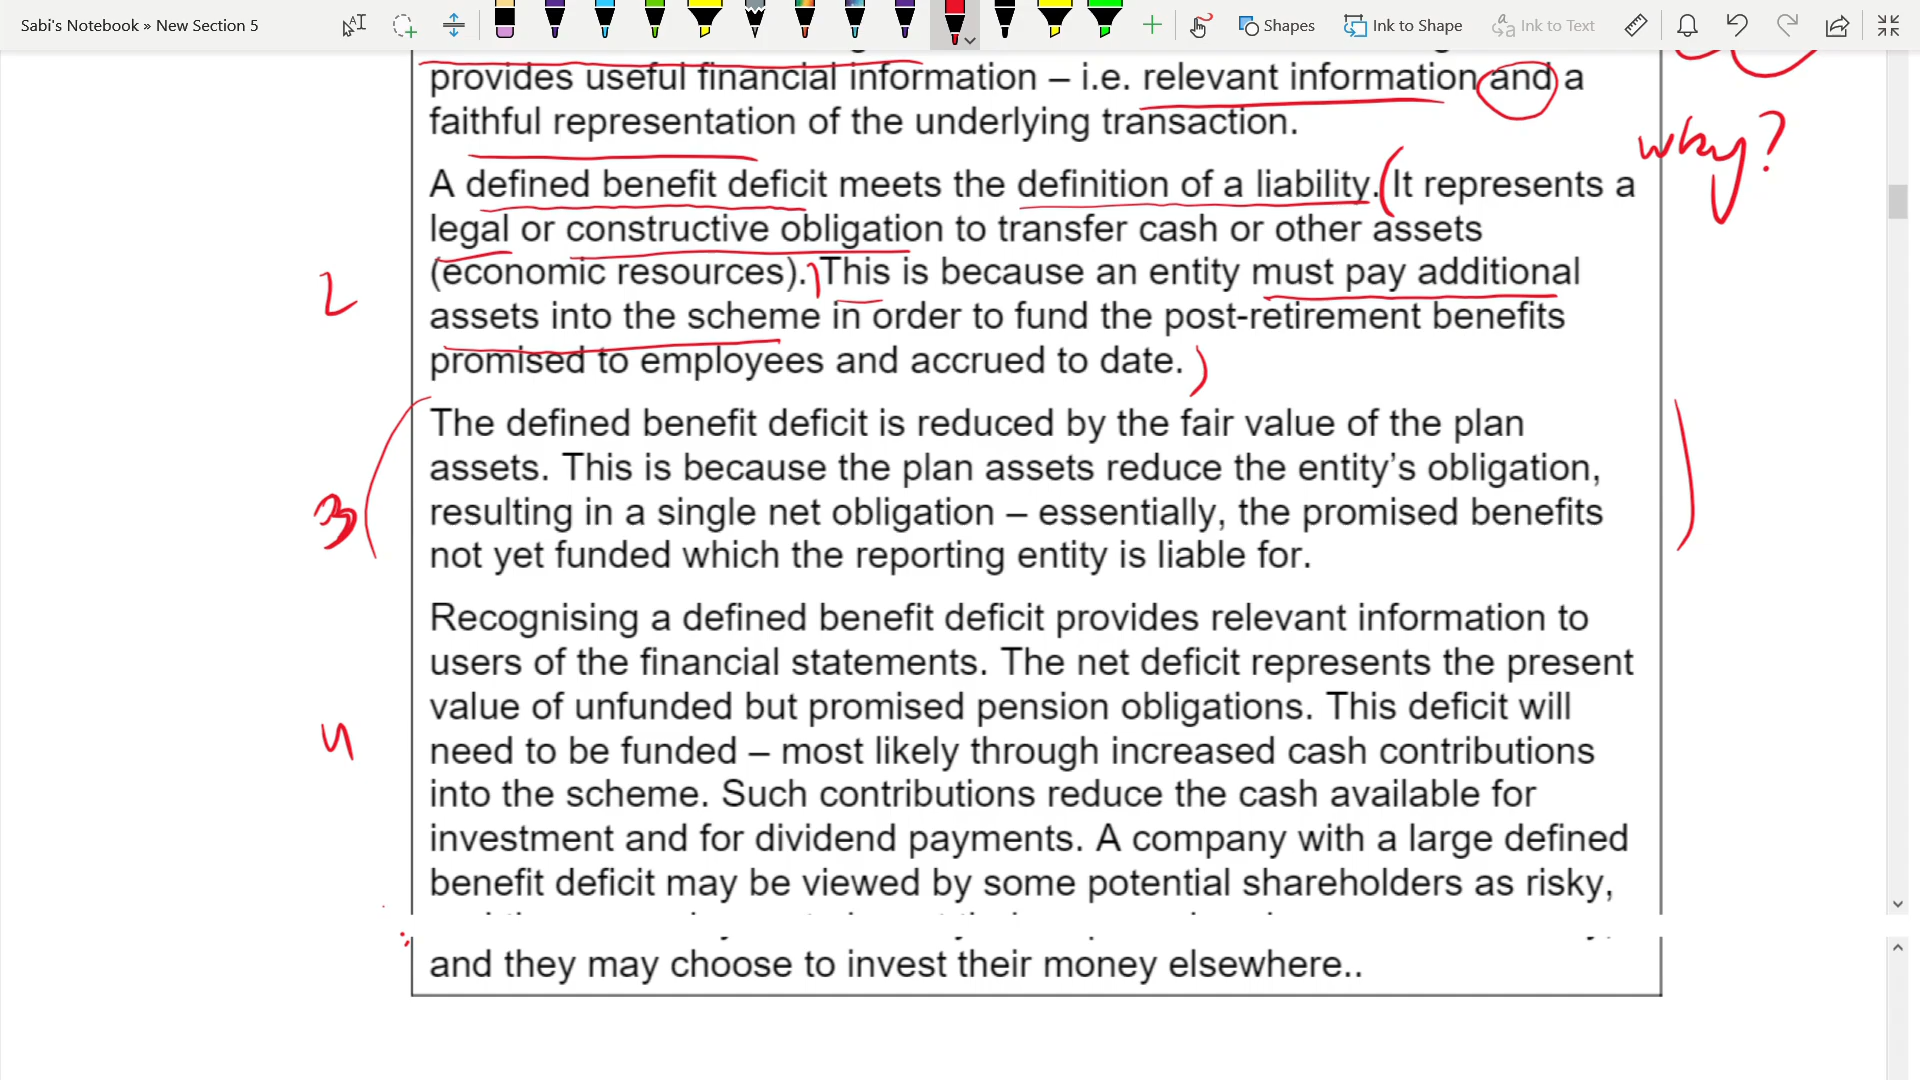 Sabi's Notebook » New Section 5
Shapes
Ink to Shape
Ink to Text
provides useful financial information – i.e. relevant information and a
faithful representation of the underlying transaction.
why?
A defined benefit deficit meets the definition of a liability. It represents a
legal or constructive obligation to transfer cash or other assets
(economic resources). This is because an entity must pay additional
2
assets into the scheme in order to fund the post-retirement benefits
promised to employees and accrued to date.
The defined benefit deficit is reduced by the fair value of the plan
assets. This is because the plan assets reduce the entity’s obligation,
3
resulting in a single net obligation – essentially, the promised benefits
not yet funded which the reporting entity is liable for.
Recognising a defined benefit deficit provides relevant information to
users of the financial statements. The net deficit represents the present
value of unfunded but promised pension obligations. This deficit will
4
need to be funded – most likely through increased cash contributions
into the scheme. Such contributions reduce the cash available for
investment and for dividend payments. A company with a large defined
benefit deficit may be viewed by some potential shareholders as risky,
and they may choose to invest their money elsewhere..